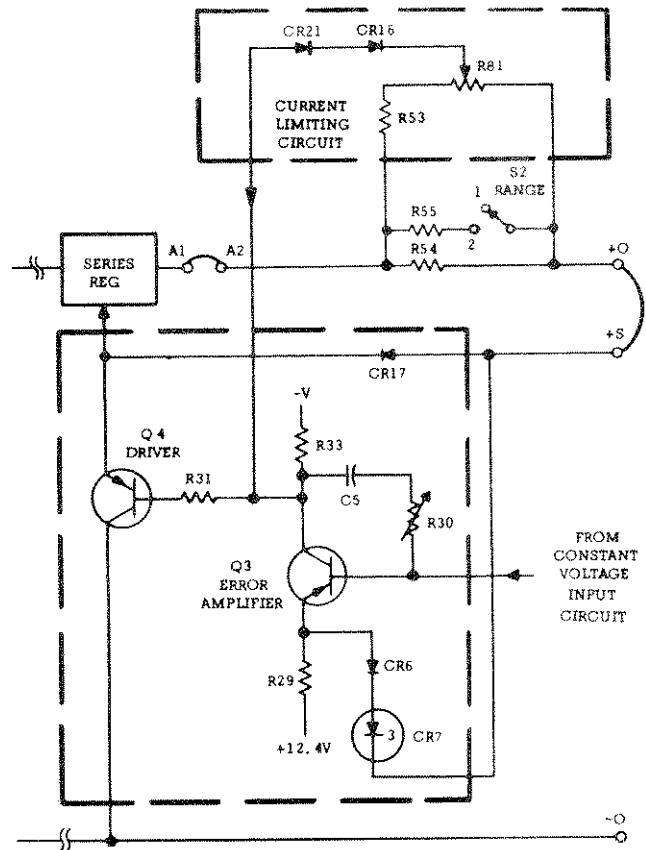 CR21
CR16
R81
R53
CURRENT
LIMITING
CIRCUIT
S2
RANGE
1
R55
2
R54
A1
A2
SERIES
REG
+O
+S
CR17
-V
Q4
DRIVER
R33
R31
C5
R30
Q3
ERROR
AMPLIFIER
FROM
CONSTANT
VOLTAGE
INPUT
CIRCUIT
R29
CR6
3
CR7
+12.4V
-O